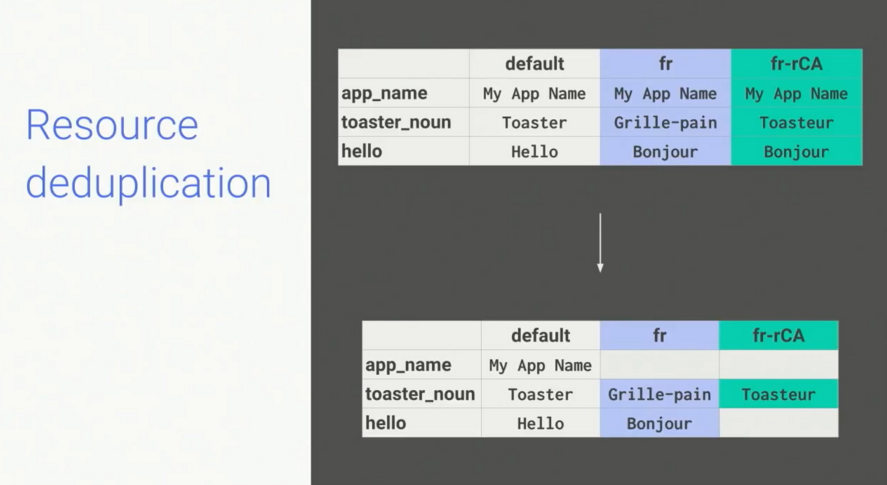 Resource
deduplication
default fr fr-rCA
app_name My App Name My App Name My App Name
toaster_noun Toaster Grille-pain Toasteur
hello Hello Bonjour Bonjour
default fr fr-rCA
app_name My App Name
toaster_noun Toaster Grille-pain Toasteur
hello Hello Bonjour